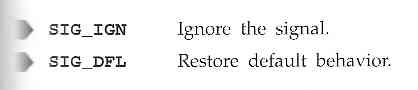 SIG_IGN Ignore the signal.
SIG_DFL Restore default behavior.